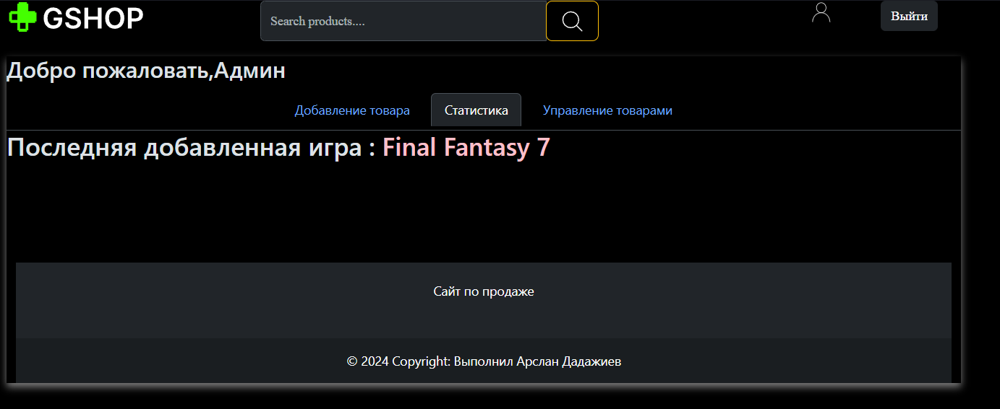 GSHOP
Search products....
Выйти
Добро пожаловать,Админ
Добавление товара
Статистика
Управление товарами
Последняя добавленная игра : Final Fantasy 7
Сайт по продаже
© 2024 Copyright: Выполнил Арслан Дадажиев